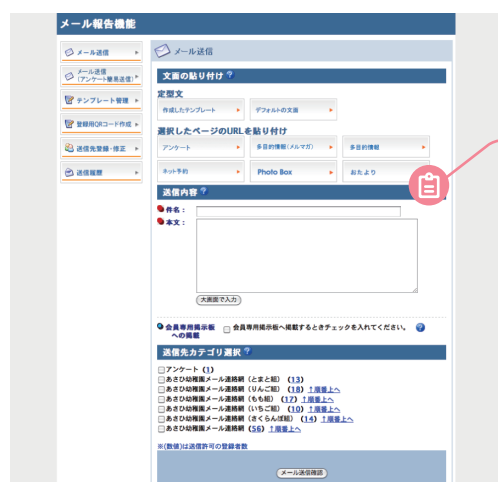 メール報告機能
メール送信
メール送信
(アンケート簡易送信)
テンプレート管理
登録用QRコード作成
送信先登録・修正
送信履歴
メール送信
文面の貼り付け ?
定型文
作成したテンプレート
デフォルトの文面
選択したページのURLを貼り付け
アンケート
多目的情報(メルマガ)
多目的情報
ネット予約
Photo Box
おたより
送信内容 ?
件名：
本文：
(大画面で入力)
会員専用掲示板
への掲載
会員専用掲示板へ掲載するときチェックを入れてください。 ?
送信先カテゴリ選択 ?
アンケート (1)
あさひ幼稚園メール連絡網 (とまと組) (13)
あさひ幼稚園メール連絡網 (りんご組) (18) ↑順番上へ
あさひ幼稚園メール連絡網 (もも組) (17) ↑順番上へ
あさひ幼稚園メール連絡網 (いちご組) (10) ↑順番上へ
あさひ幼稚園メール連絡網 (さくらんぼ組) (14) ↑順番上へ
あさひ幼稚園メール連絡網 (56) ↑順番上へ
※(数値)は送信許可の登録者数
(メール送信確認)